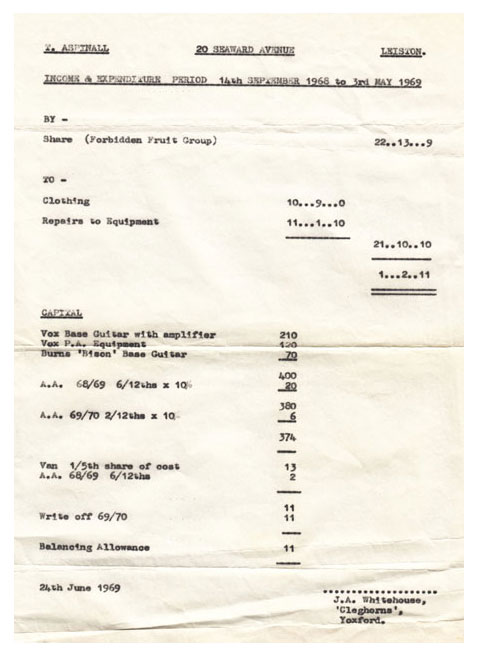 T. ASPINALL 20 SEAWARD AVENUE LEISTON.
INCOME & EXPENDITURE PERIOD 14th SEPTEMBER 1968 to 3rd MAY 1969
BY -
Share (Forbidden Fruit Group) 22..13...9
TO -
Clothing 10...9...0
Repairs to Equipment 11...1..10
21..10..10
1...2..11
CAPITAL
Vox Base Guitar with amplifier 210
Vox P.A. Equipment 120
Burns 'Bison' Base Guitar 70
400
A.A. 68/69 6/12ths x 10% 20
380
A.A. 69/70 2/12ths x 10% 6
374
Van 1/5th share of cost 13
A.A. 68/69 6/12ths 2
11
Write off 69/70 11
Balancing Allowance 11
24th June 1969
J.A. Whitehouse,
'Cleghorns',
Yoxford.